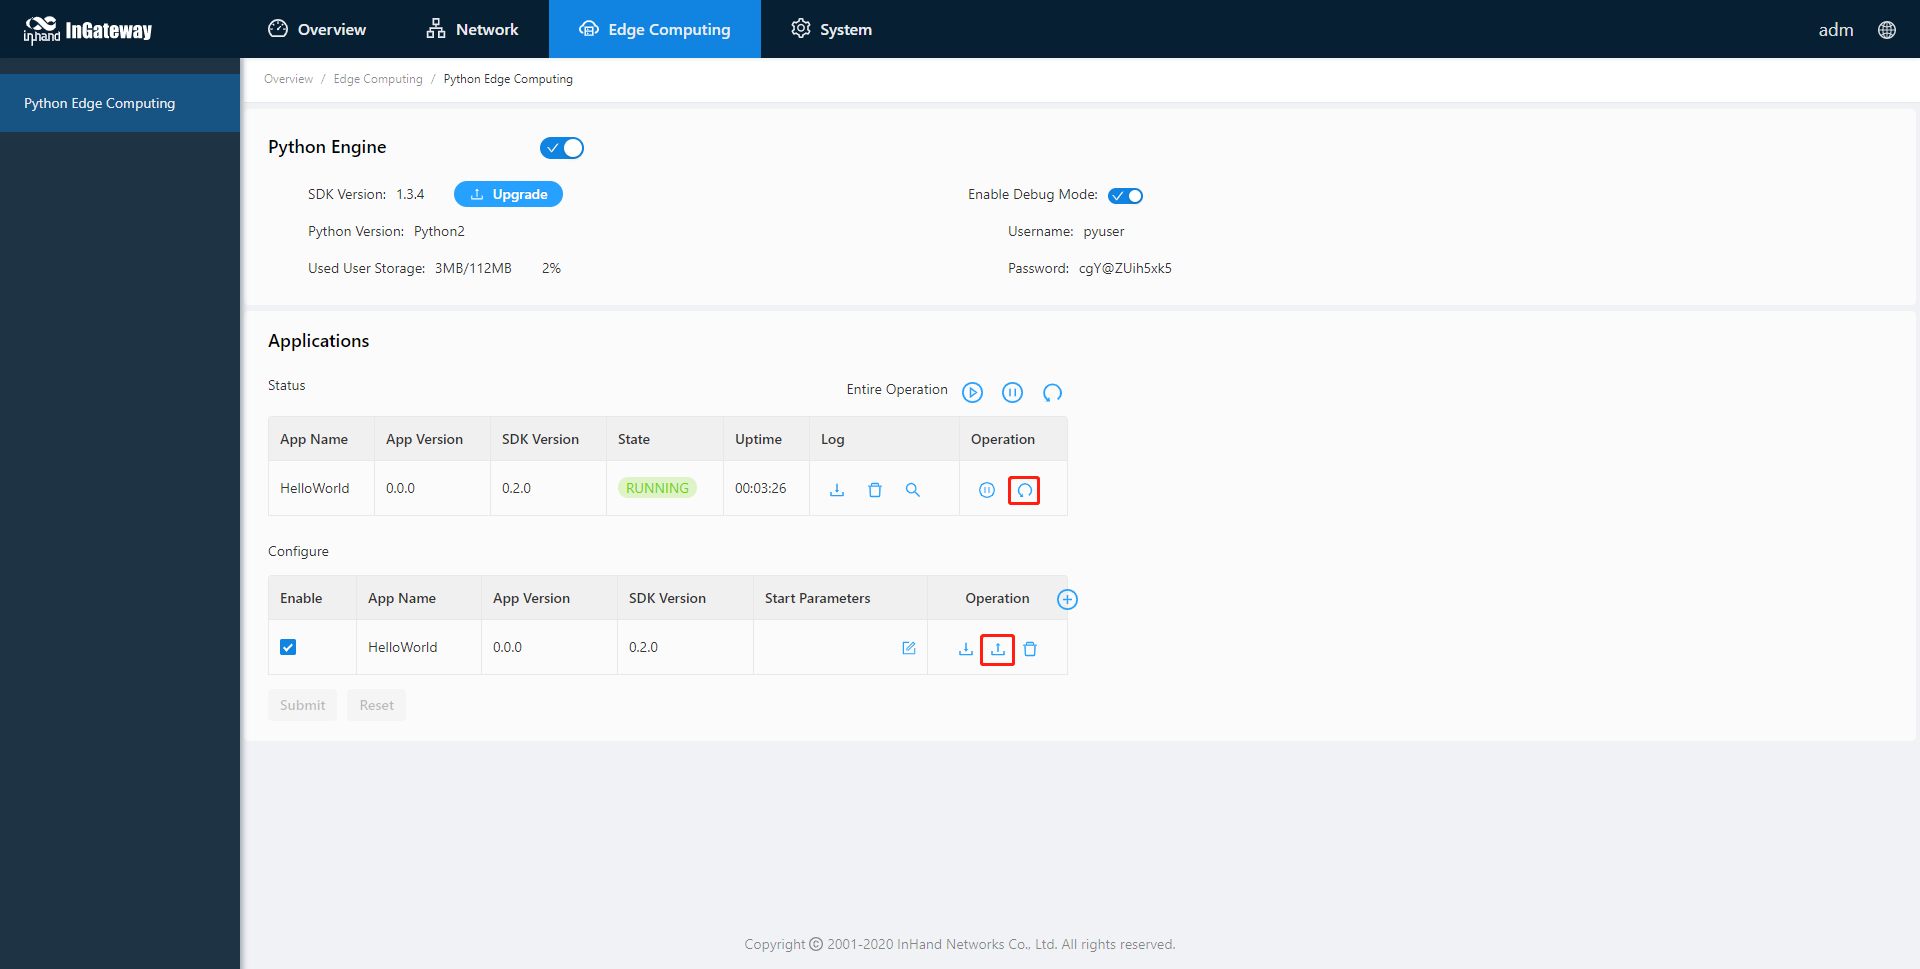 inhand InGateway Overview Network Edge Computing System adm
Overview / Edge Computing / Python Edge Computing
Python Edge Computing
Python Engine
SDK Version: 1.3.4 Upgrade Enable Debug Mode:
Python Version: Python2 Username: pyuser
Used User Storage: 3MB/112MB 2% Password: cgY@ZUih5xk5
Applications
Status Entire Operation
App Name App Version SDK Version State Uptime Log Operation
HelloWorld 0.0.0 0.2.0 RUNNING 00:03:26
Configure
Enable App Name App Version SDK Version Start Parameters Operation
HelloWorld 0.0.0 0.2.0
Submit Reset
Copyright © 2001-2020 InHand Networks Co., Ltd. All rights reserved.